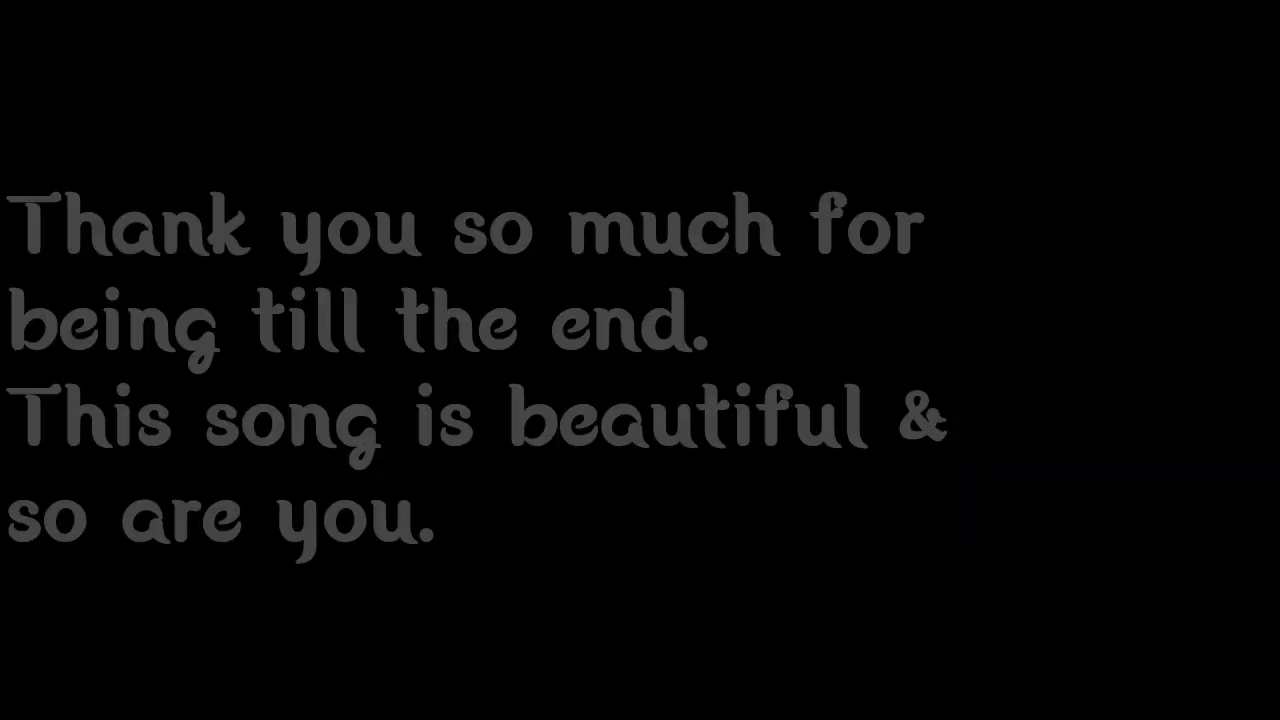 Thank you so much for
being till the end.
This song is beautiful &
so are you.